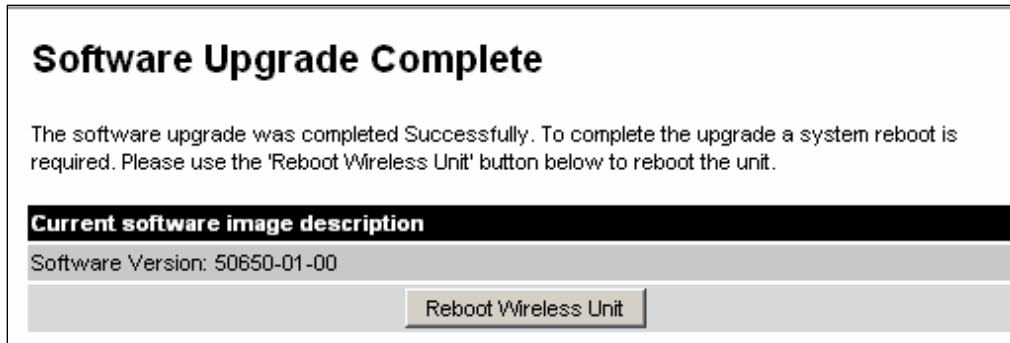 Software Upgrade Complete
The software upgrade was completed Successfully. To complete the upgrade a system reboot is
required. Please use the 'Reboot Wireless Unit' button below to reboot the unit.
Current software image description
Software Version: 50650-01-00
Reboot Wireless Unit